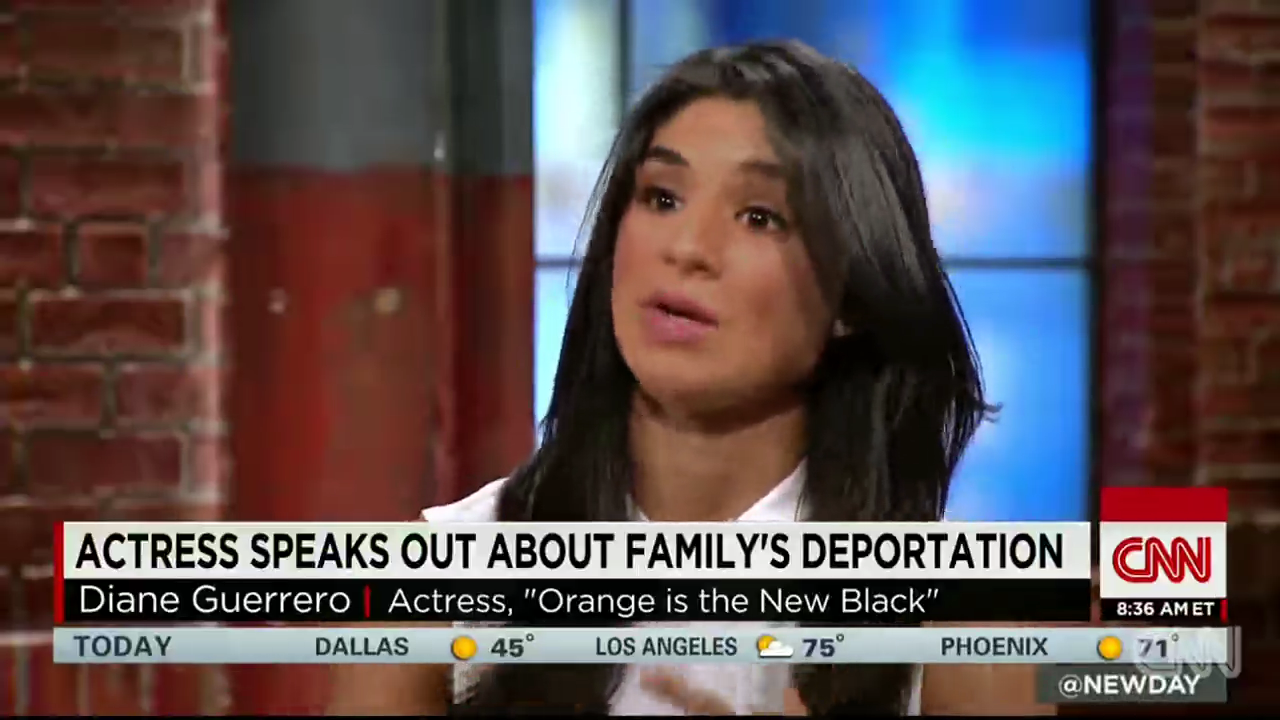 ACTRESS SPEAKS OUT ABOUT FAMILY'S DEPORTATION
CNN
Diane Guerrero | Actress, "Orange is the New Black"
8:36 AM ET
TODAY DALLAS 45° LOS ANGELES 75° PHOENIX 71°
CNN
@NEWDAY